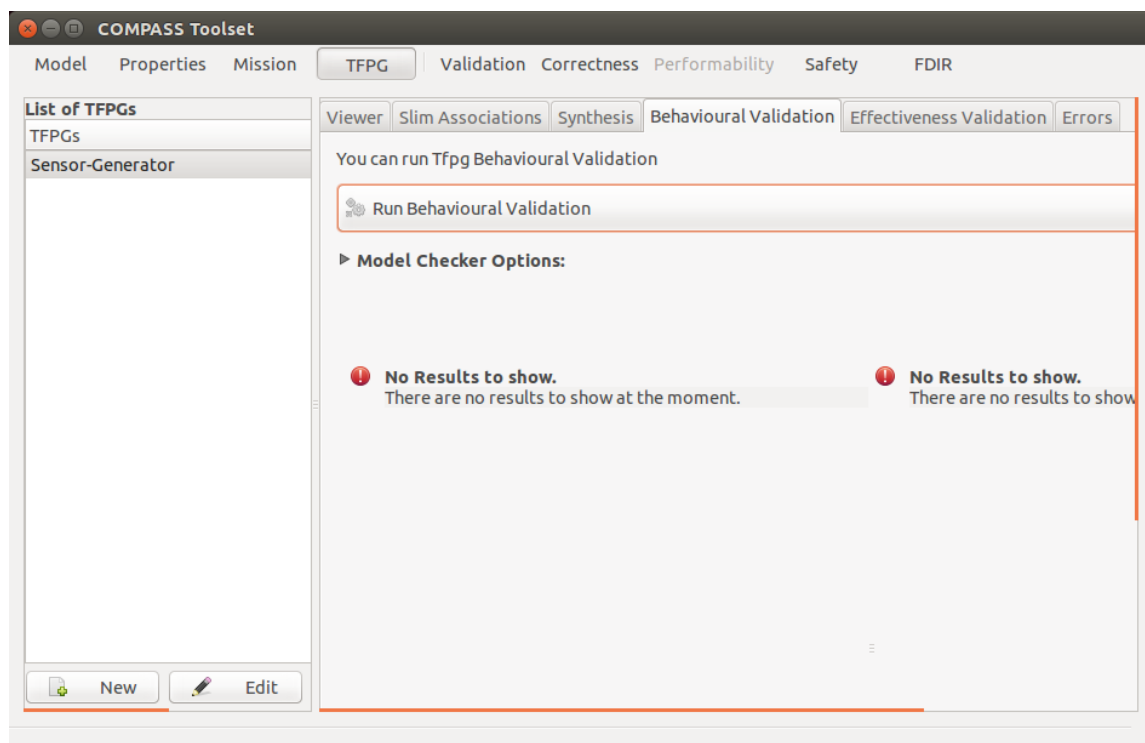 COMPASS Toolset
Model Properties Mission TFPG Validation Correctness Performability Safety FDIR
List of TFPGs
TFPGs
Sensor-Generator
Viewer Slim Associations Synthesis Behavioural Validation Effectiveness Validation Errors
You can run Tfpg Behavioural Validation
Run Behavioural Validation
Model Checker Options:
No Results to show.
There are no results to show at the moment.
No Results to show.
There are no results to show
New Edit